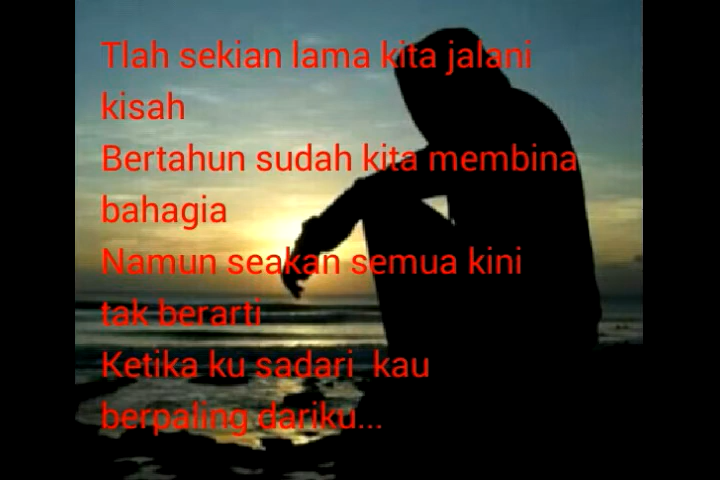 Tlah sekian lama kita jalani
kisah
Bertahun sudah kita membina
bahagia
Namun seakan semua kini
tak berarti
Ketika ku sadari  kau
berpaling dariku...